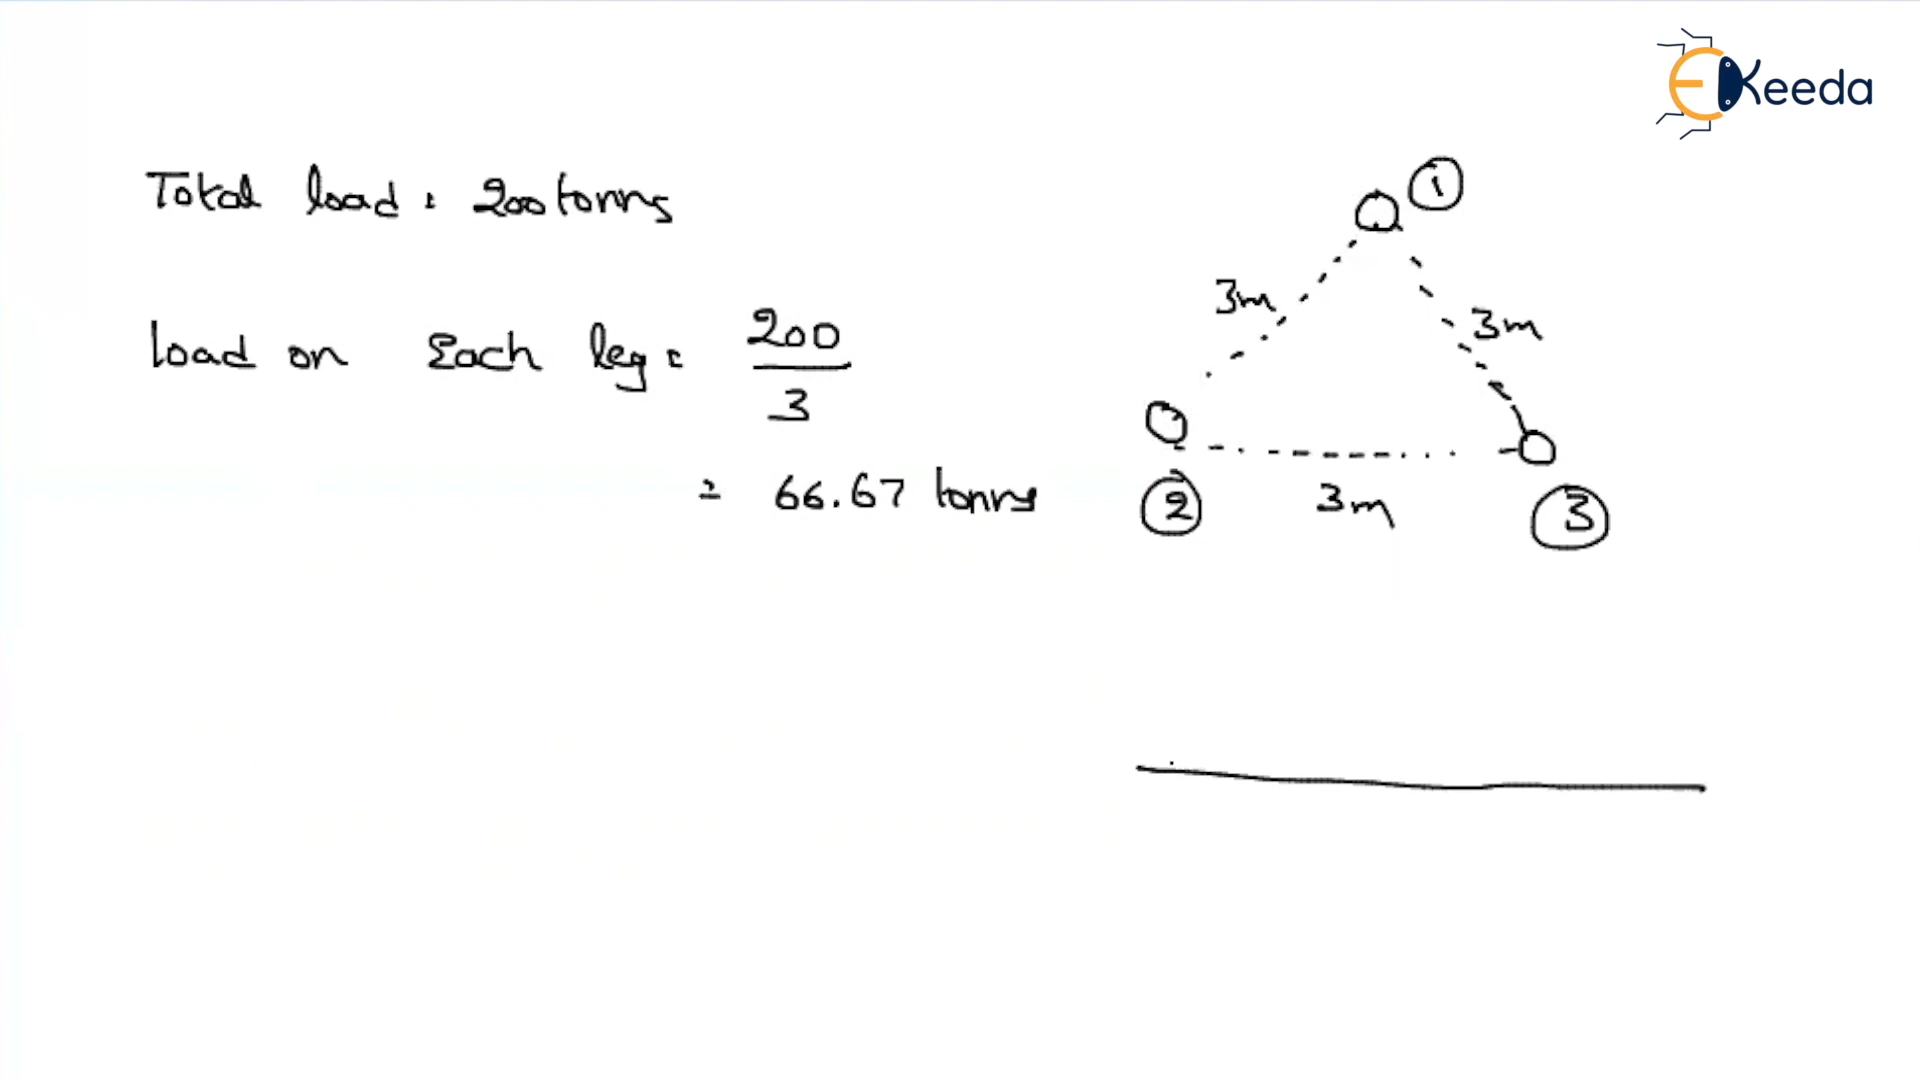 EKeeda
Total load = 200 tonns
load on Each leg = 200
3
= 66.67 tonns
1
3m
3m
2
3m
3